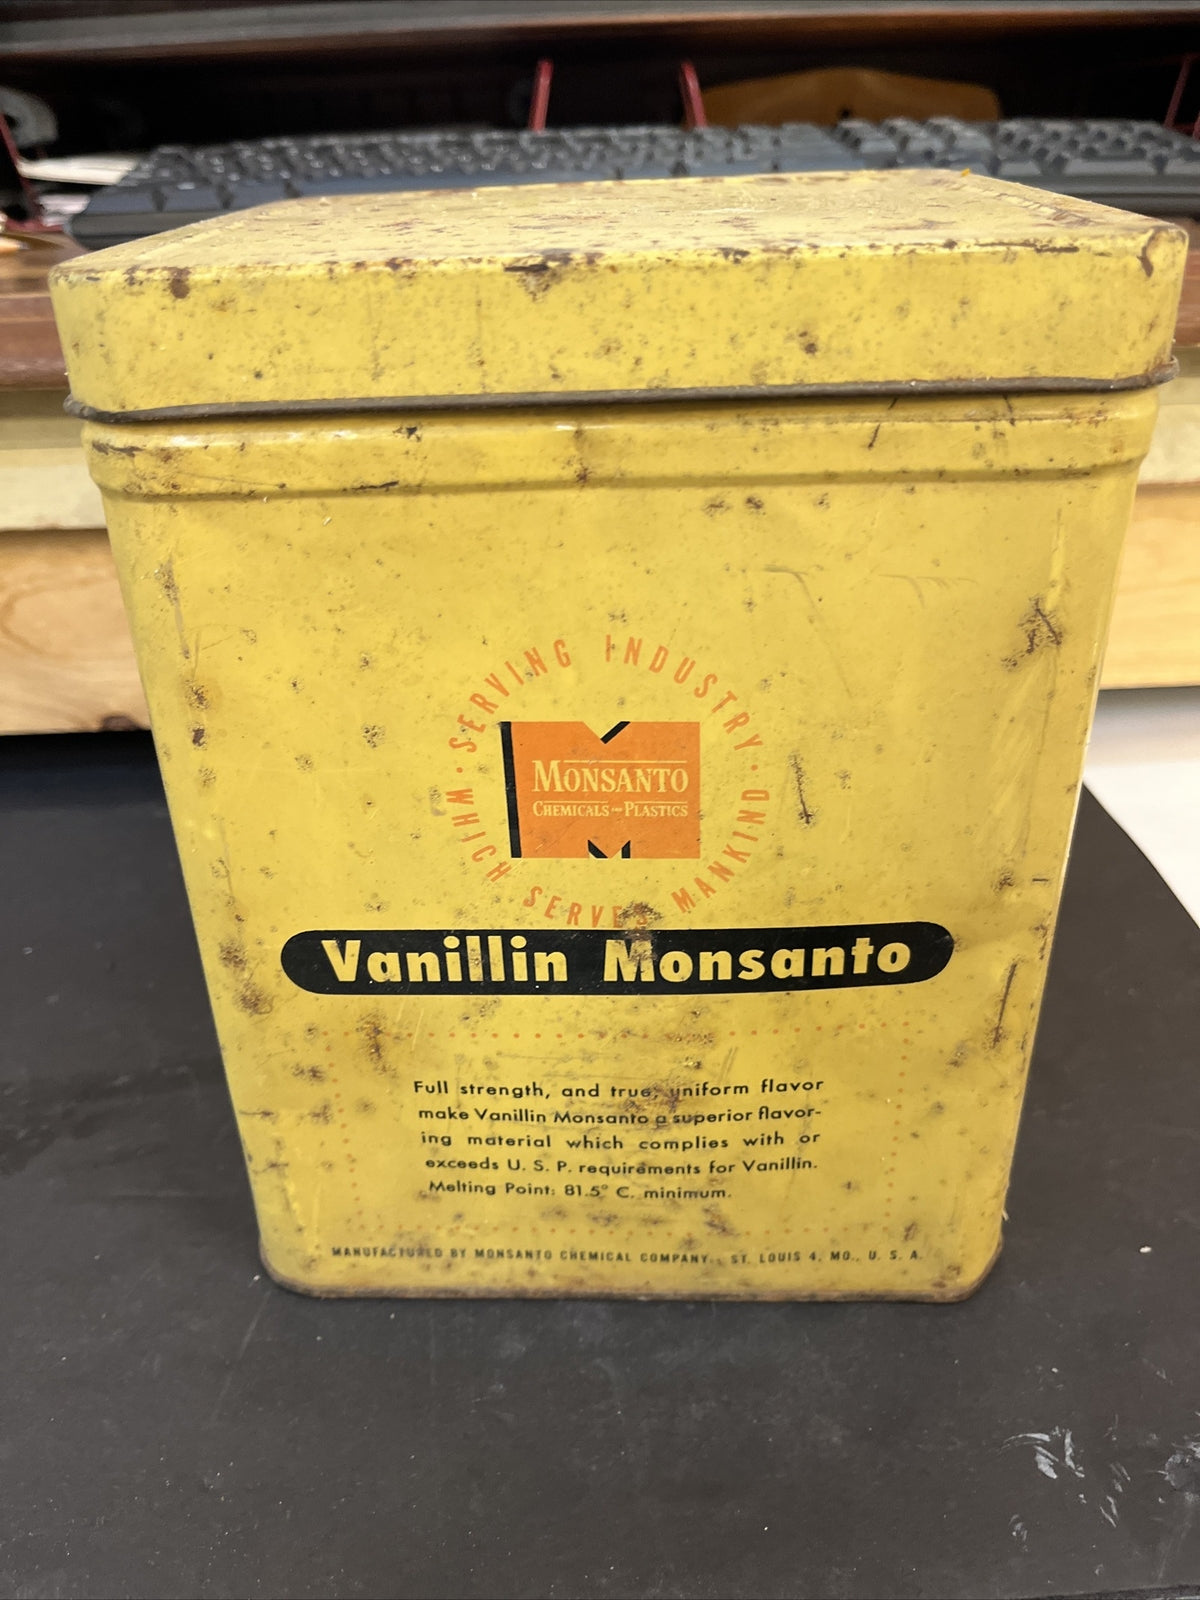 SERVING INDUSTRY · WHICH SERVES MANKIND ·
MONSANTO
CHEMICALS ~ PLASTICS
Vanillin Monsanto
Full strength, and true, uniform flavor
make Vanillin Monsanto a superior flavor-
ing material which complies with or
exceeds U. S. P. requirements for Vanillin.
Melting Point: 81.5° C. minimum.
MANUFACTURED BY MONSANTO CHEMICAL COMPANY., ST. LOUIS 4, MO., U. S. A.